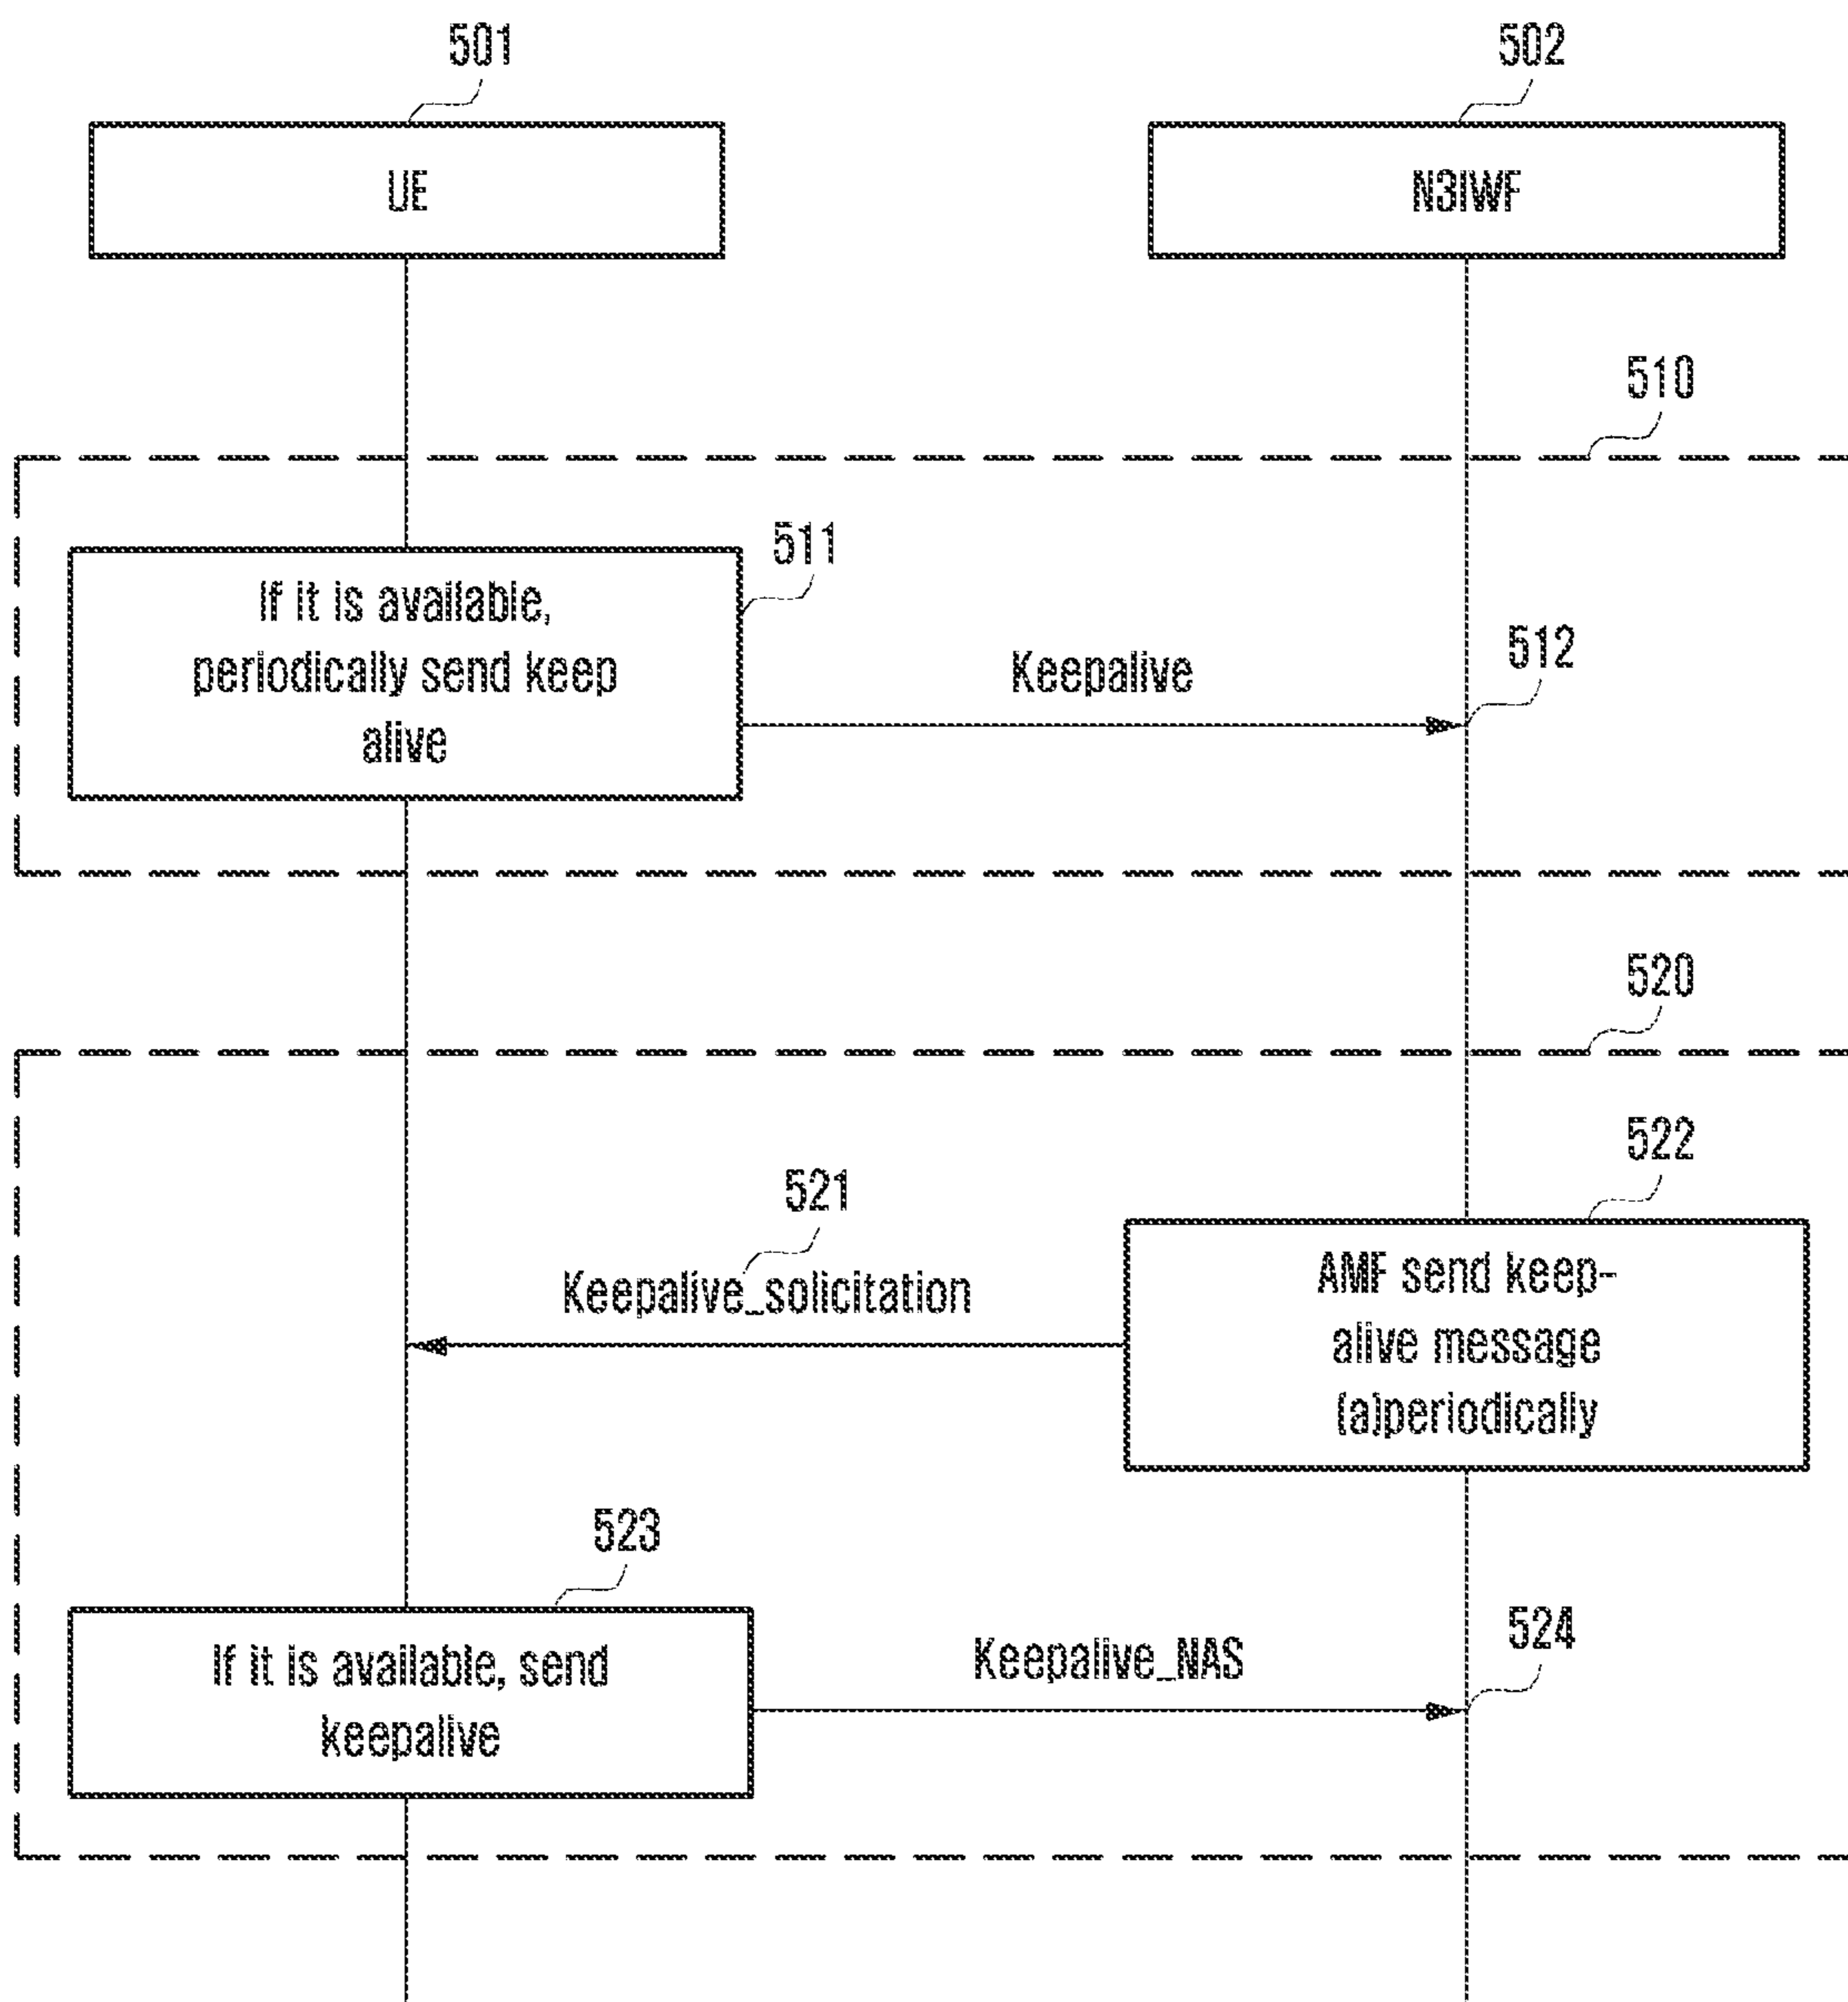 501
502
UE
N3IWF
510
511
If it is available,
periodically send keep
alive
Keepalive
512
520
522
521
Keepalive_solicitation
AMF send keep-
alive message
(a)periodically
523
524
If it is available, send
keepalive
Keepalive_NAS